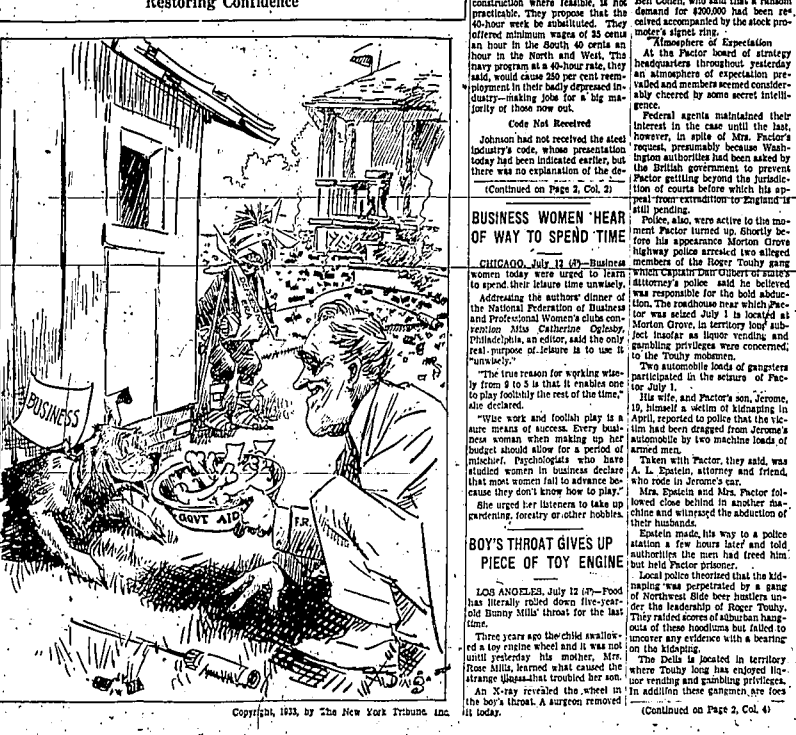 Restoring Confidence
BUSINESS
GOVT AID
F.R.
Copyright, 1933, by The New York Tribune, Inc.
construction where feasible, is not
practicable. They propose that the
40-hour week be substituted. They
offered minimum wages of 35 cents
an hour in the South 40 cents an
hour in the North and West. The
navy program at a 40-hour rate, they
said, would cause 250 per cent reem-
ployment in their badly depressed in-
dustry—making jobs for a big ma-
jority of those now out.
Code Not Received
Johnson had not received the steel
industry's code, whose presentation
today had been indicated earlier, but
there was no explanation of the de-
(Continued on Page 2, Col. 2)
BUSINESS WOMEN HEAR
OF WAY TO SPEND TIME
CHICAGO, July 12 (P)—Business
women today were urged to learn
to spend their leisure time unwisely.
Addressing the authors' dinner of
the National Federation of Business
and Professional Women's clubs con-
vention Miss Catherine Oglesby,
Philadelphia, an editor, said the only
real purpose of leisure is to use it
"unwisely."
"The true reason for working wise-
ly from 9 to 5 is that it enables one
to play foolishly the rest of the time,"
she declared.
"Wise work and foolish play is a
sure means of success. Every busi-
ness woman when making up her
budget should allow for a period of
mischief. Psychologists who have
studied women in business declare
that most women fail to advance be-
cause they don't know how to play."
She urged her listeners to take up
gardening, forestry or other hobbies.
BOY'S THROAT GIVES UP
PIECE OF TOY ENGINE
LOS ANGELES, July 12 (P)—Food
has literally rolled down five-year-
old Bunny Mills' throat for the last
time.
Three years ago the child swallow-
ed a toy engine wheel and it was not
until yesterday his mother, Mrs.
Rose Mills, learned what caused the
strange illness that troubled her son.
An X-ray revealed the wheel in
the boy's throat. A surgeon removed
it today.
Ben Cohen, who said that a ransom
demand for $200,000 had been re-
ceived accompanied by the stock pro-
moter's signet ring.
"Atmosphere of Expectation
At the Factor board of strategy
headquarters throughout yesterday
an atmosphere of expectation pre-
vailed and members seemed consider-
ably cheered by some secret intelli-
gence.
Federal agents maintained their
interest in the case until the last,
however, in spite of Mrs. Factor's
request, presumably because Wash-
ington authorities had been asked by
the British government to prevent
Factor gettting beyond the jurisdic-
tion of courts before which his ap-
peal from extradition to England is
still pending.
Police, also, were active to the mo-
ment Factor turned up. Shortly be-
fore his appearance Morton Grove
highway police arrested two alleged
members of the Roger Touhy gang
which Captain Dan Gilbert of state's
attorney's police said he believed
was responsible for the bold abduc-
tion. The roadhouse near which Fac-
tor was seized July 1 is located at
Morton Grove, in territory long sub-
ject insofar as liquor vending and
gambling privileges were concerned,
to the Touhy mobsmen.
Two automobile loads of gangsters
participated in the seizure of Fac-
tor July 1.
His wife, and Factor's son, Jerome,
19, himself a victim of kidnaping in
April, reported to police that the vic-
tim had been dragged from Jerome's
automobile by two machine loads of
armed men.
Taken with Factor, they said, was
A. L. Epstein, attorney and friend,
who rode in Jerome's car.
Mrs. Epstein and Mrs. Factor fol-
lowed close behind in another ma-
chine and witnessed the abduction of
their husbands.
Epstein made his way to a police
station a few hours later and told
authorities the men had freed him
but held Factor prisoner.
Local police theorized that the kid-
naping was perpetrated by a gang
of Northwest Side beer hustlers un-
der the leadership of Roger Touhy.
They raided scores of suburban hang-
outs of these hoodlums but failed to
uncover any evidence with a bearing
on the kidnaping.
The Dells is located in territory
where Touhy long has enjoyed liq-
uor vending and gambling privileges.
In addition these gangmen are foes
(Continued on Page 2, Col. 4)